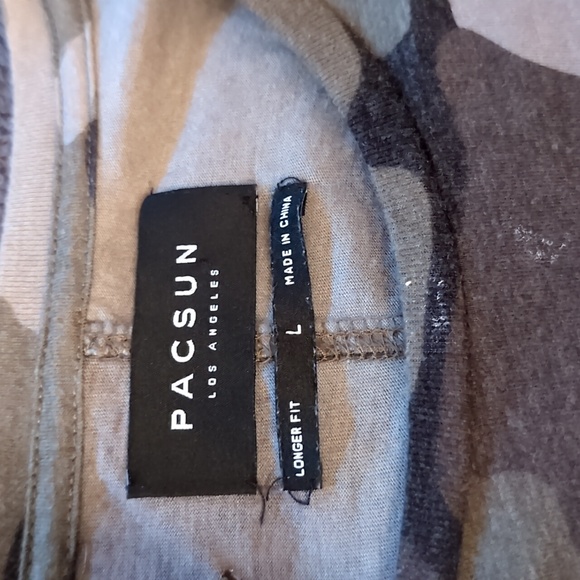 PACSUN
LOS ANGELES
LONGER FIT
L
MADE IN CHINA